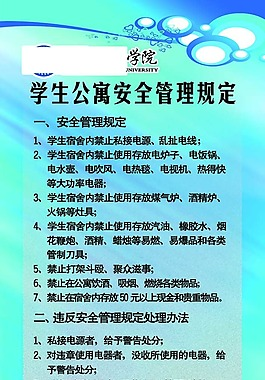 学院
UNIVERSITY
学生公寓安全管理规定
一、安全管理规定
1、学生宿舍内禁止私接电源、乱扯电线；
2、学生宿舍内禁止使用存放电炉子、电饭锅、
电水壶、电吹风、电热毯、电视机、热得快
等大功率电器；
3、学生宿舍内禁止使用存放煤气炉、酒精炉、
火锅等灶具；
4、学生宿舍内禁止使用存放汽油、橡胶水、烟
花鞭炮、酒精、蜡烛等易燃、易爆品和各类
管制刀具；
5、禁止打架斗殴、聚众滋事；
6、禁止在公寓饮酒、吸烟、燃烧各类物品；
7、禁止在宿舍内存放50元以上现金和贵重物品。
二、违反安全管理规定处理办法
1、私接电源者，给予警告处分；
2、对违章使用电器者，没收所使用的电器，给
予警告处分；